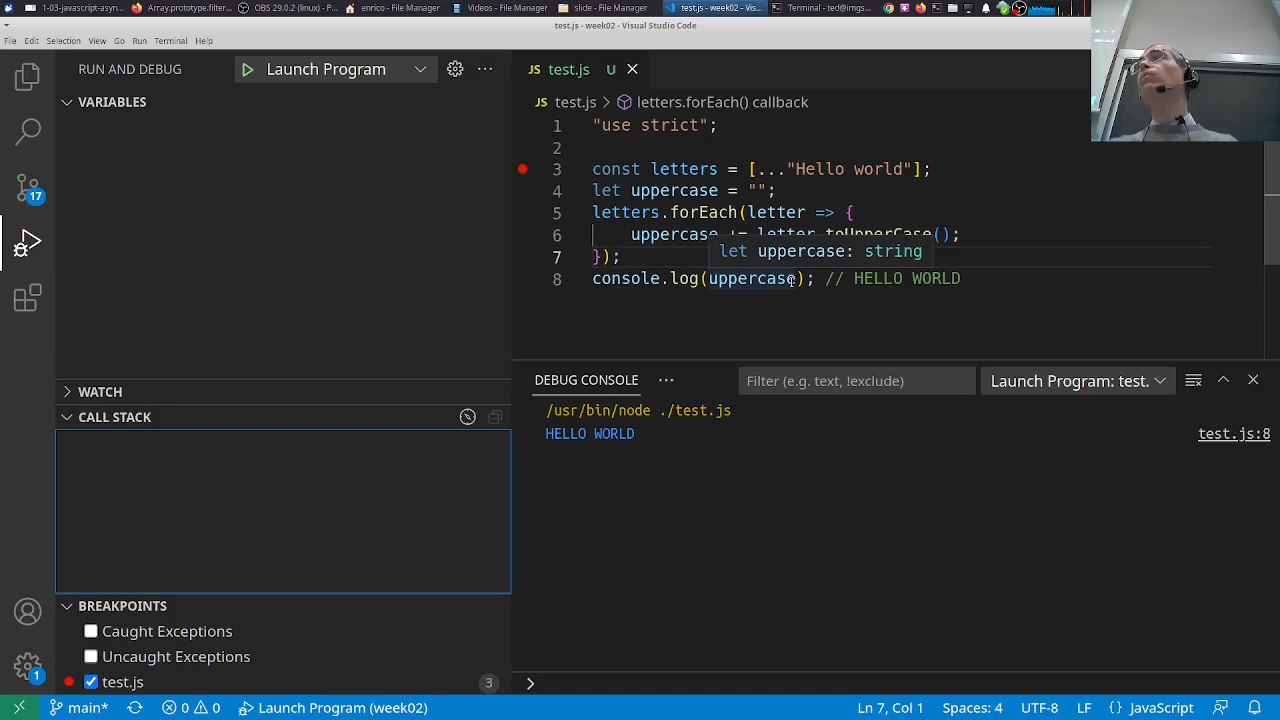 1-03-javascript-asyn
Array.prototype.filter
OBS 29.0.2 (64-bit)
enrico - File Manager
Videos - File Manager
slide - File Manager
test.js - week02 - Vis
Terminal - ted@imgs
test.js - week02 - Visual Studio Code
File Edit Selection View Go Run Terminal Help
RUN AND DEBUG
Launch Program
VARIABLES
WATCH
CALL STACK
BREAKPOINTS
Caught Exceptions
Uncaught Exceptions
test.js 3
17
1
test.js U
test.js > letters.forEach() callback
1 "use strict";
2
3 const letters = [..."Hello world"];
4 let uppercase = "";
5 letters.forEach(letter => {
6 uppercase += letter.toUpperCase();
let uppercase: string
7 });
8 console.log(uppercase); // HELLO WORLD
DEBUG CONSOLE
Filter (e.g. text, !exclude)
Launch Program: test.
/usr/bin/node ./test.js
HELLO WORLD test.js:8
main* 0 0 Launch Program (week02) Ln 7, Col 1 Spaces: 4 UTF-8 LF {} JavaScript